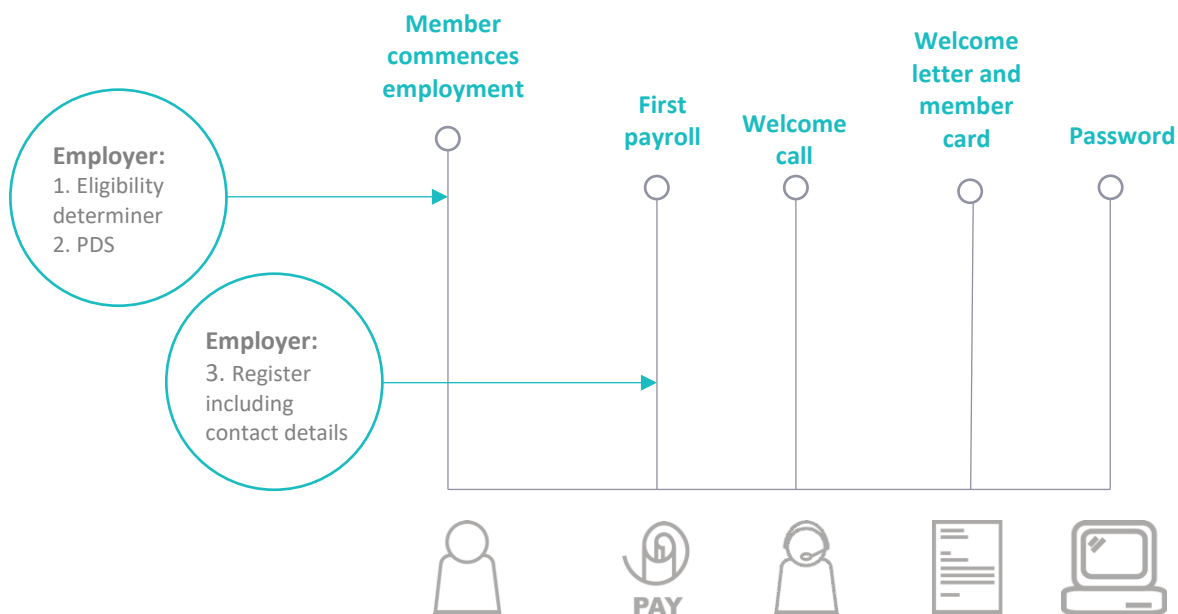 Member
commences
employment
First
payroll
Welcome
call
Welcome
letter and
member
card
Password
Employer:
1. Eligibility
determiner
2. PDS
Employer:
3. Register
including
contact details
PAY